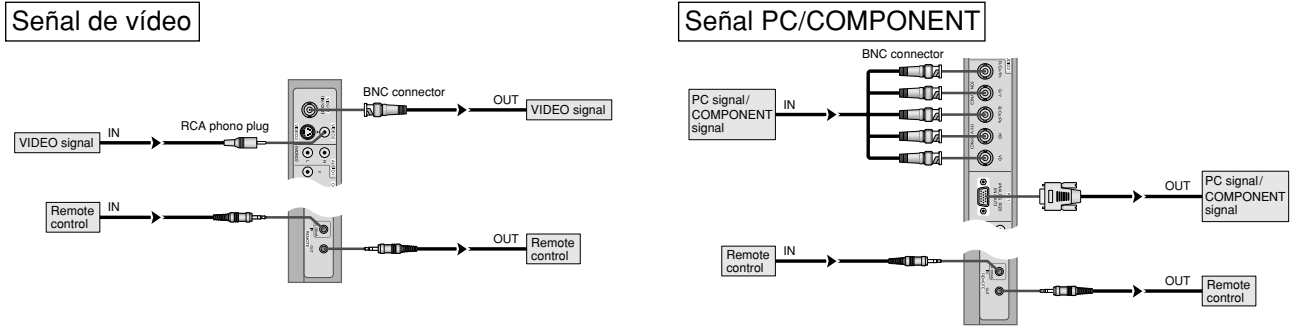 Señal de vídeo
BNC connector
OUT
VIDEO signal
RCA phono plug
IN
VIDEO signal
Remote
control
IN
OUT
Remote
control
Señal PC/COMPONENT
BNC connector
PC signal/
COMPONENT
signal
IN
OUT
PC signal/
COMPONENT
signal
Remote
control
IN
OUT
Remote
control